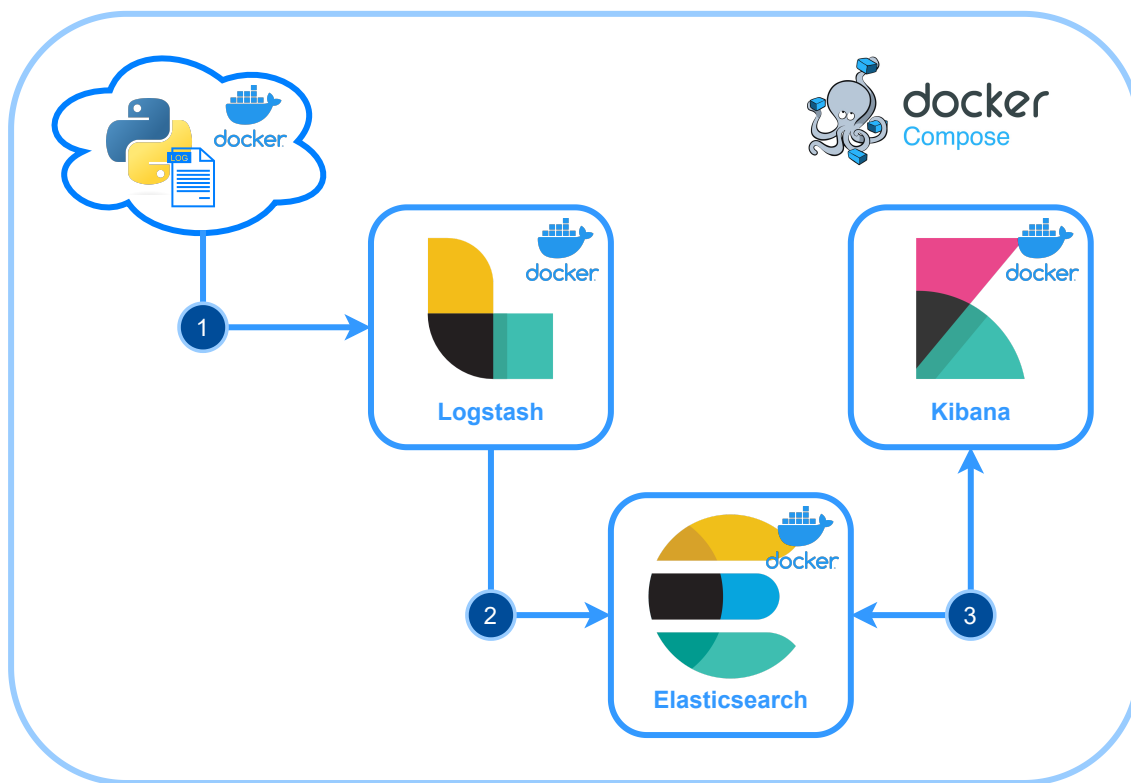 docker
LOG
docker
Compose
docker
docker
1
Logstash
Kibana
docker
2
3
Elasticsearch